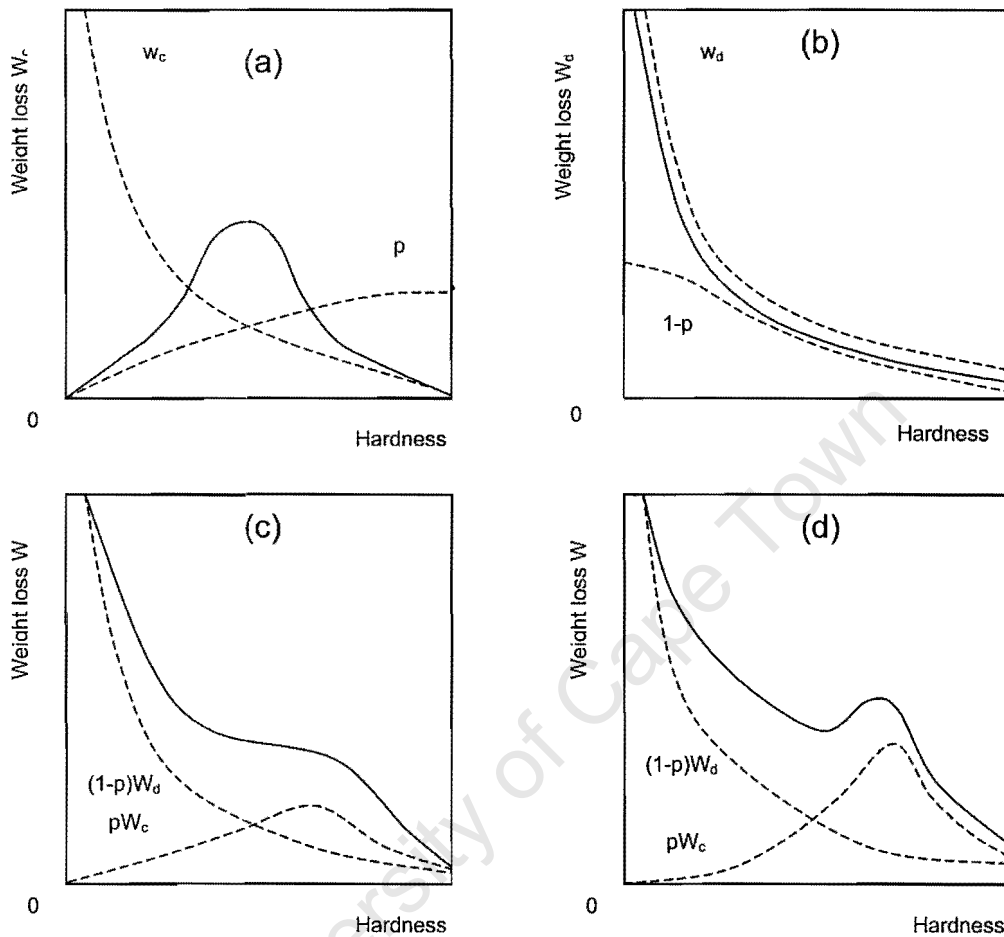 Weight loss W
w_c
(a)
p
0
Hardness
Weight loss W_d
w_d
(b)
1-p
0
Hardness
Weight loss W
(c)
(1-p)W_d
pW_c
0
Hardness
Weight loss W
(d)
(1-p)W_d
pW_c
0
Hardness
University of Cape Town